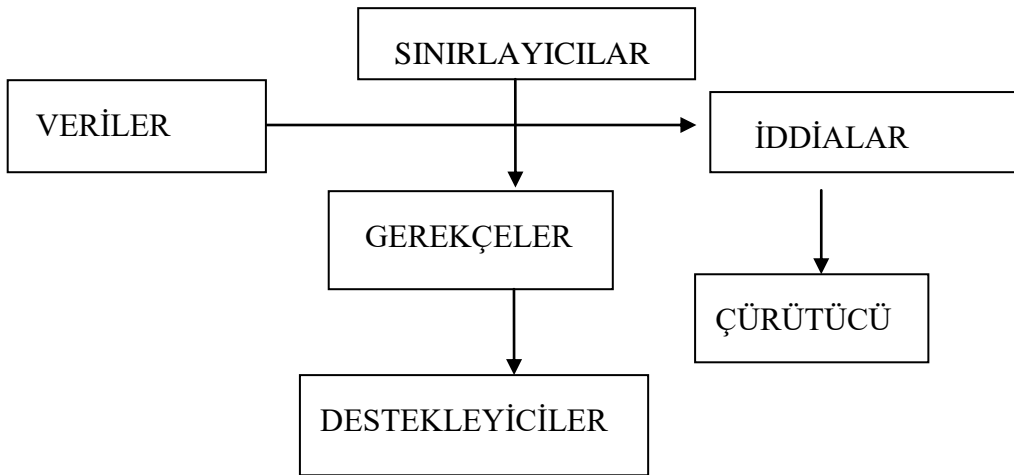 SINIRLAYICILAR
VERİLER
İDDİALAR
GEREKÇELER
ÇÜRÜTÜCÜ
DESTEKLEYİCİLER